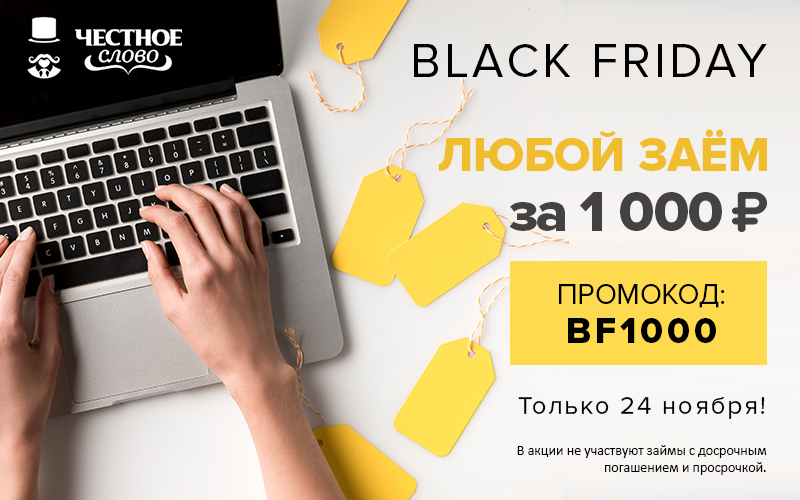 ЧЕСТНОЕ
СЛОВО
BLACK FRIDAY
ЛЮБОЙ ЗАЁМ
за 1 000 ₽
ПРОМОКОД:
BF1000
Только 24 ноября!
В акции не участвуют займы с досрочным
погашением и просрочкой.